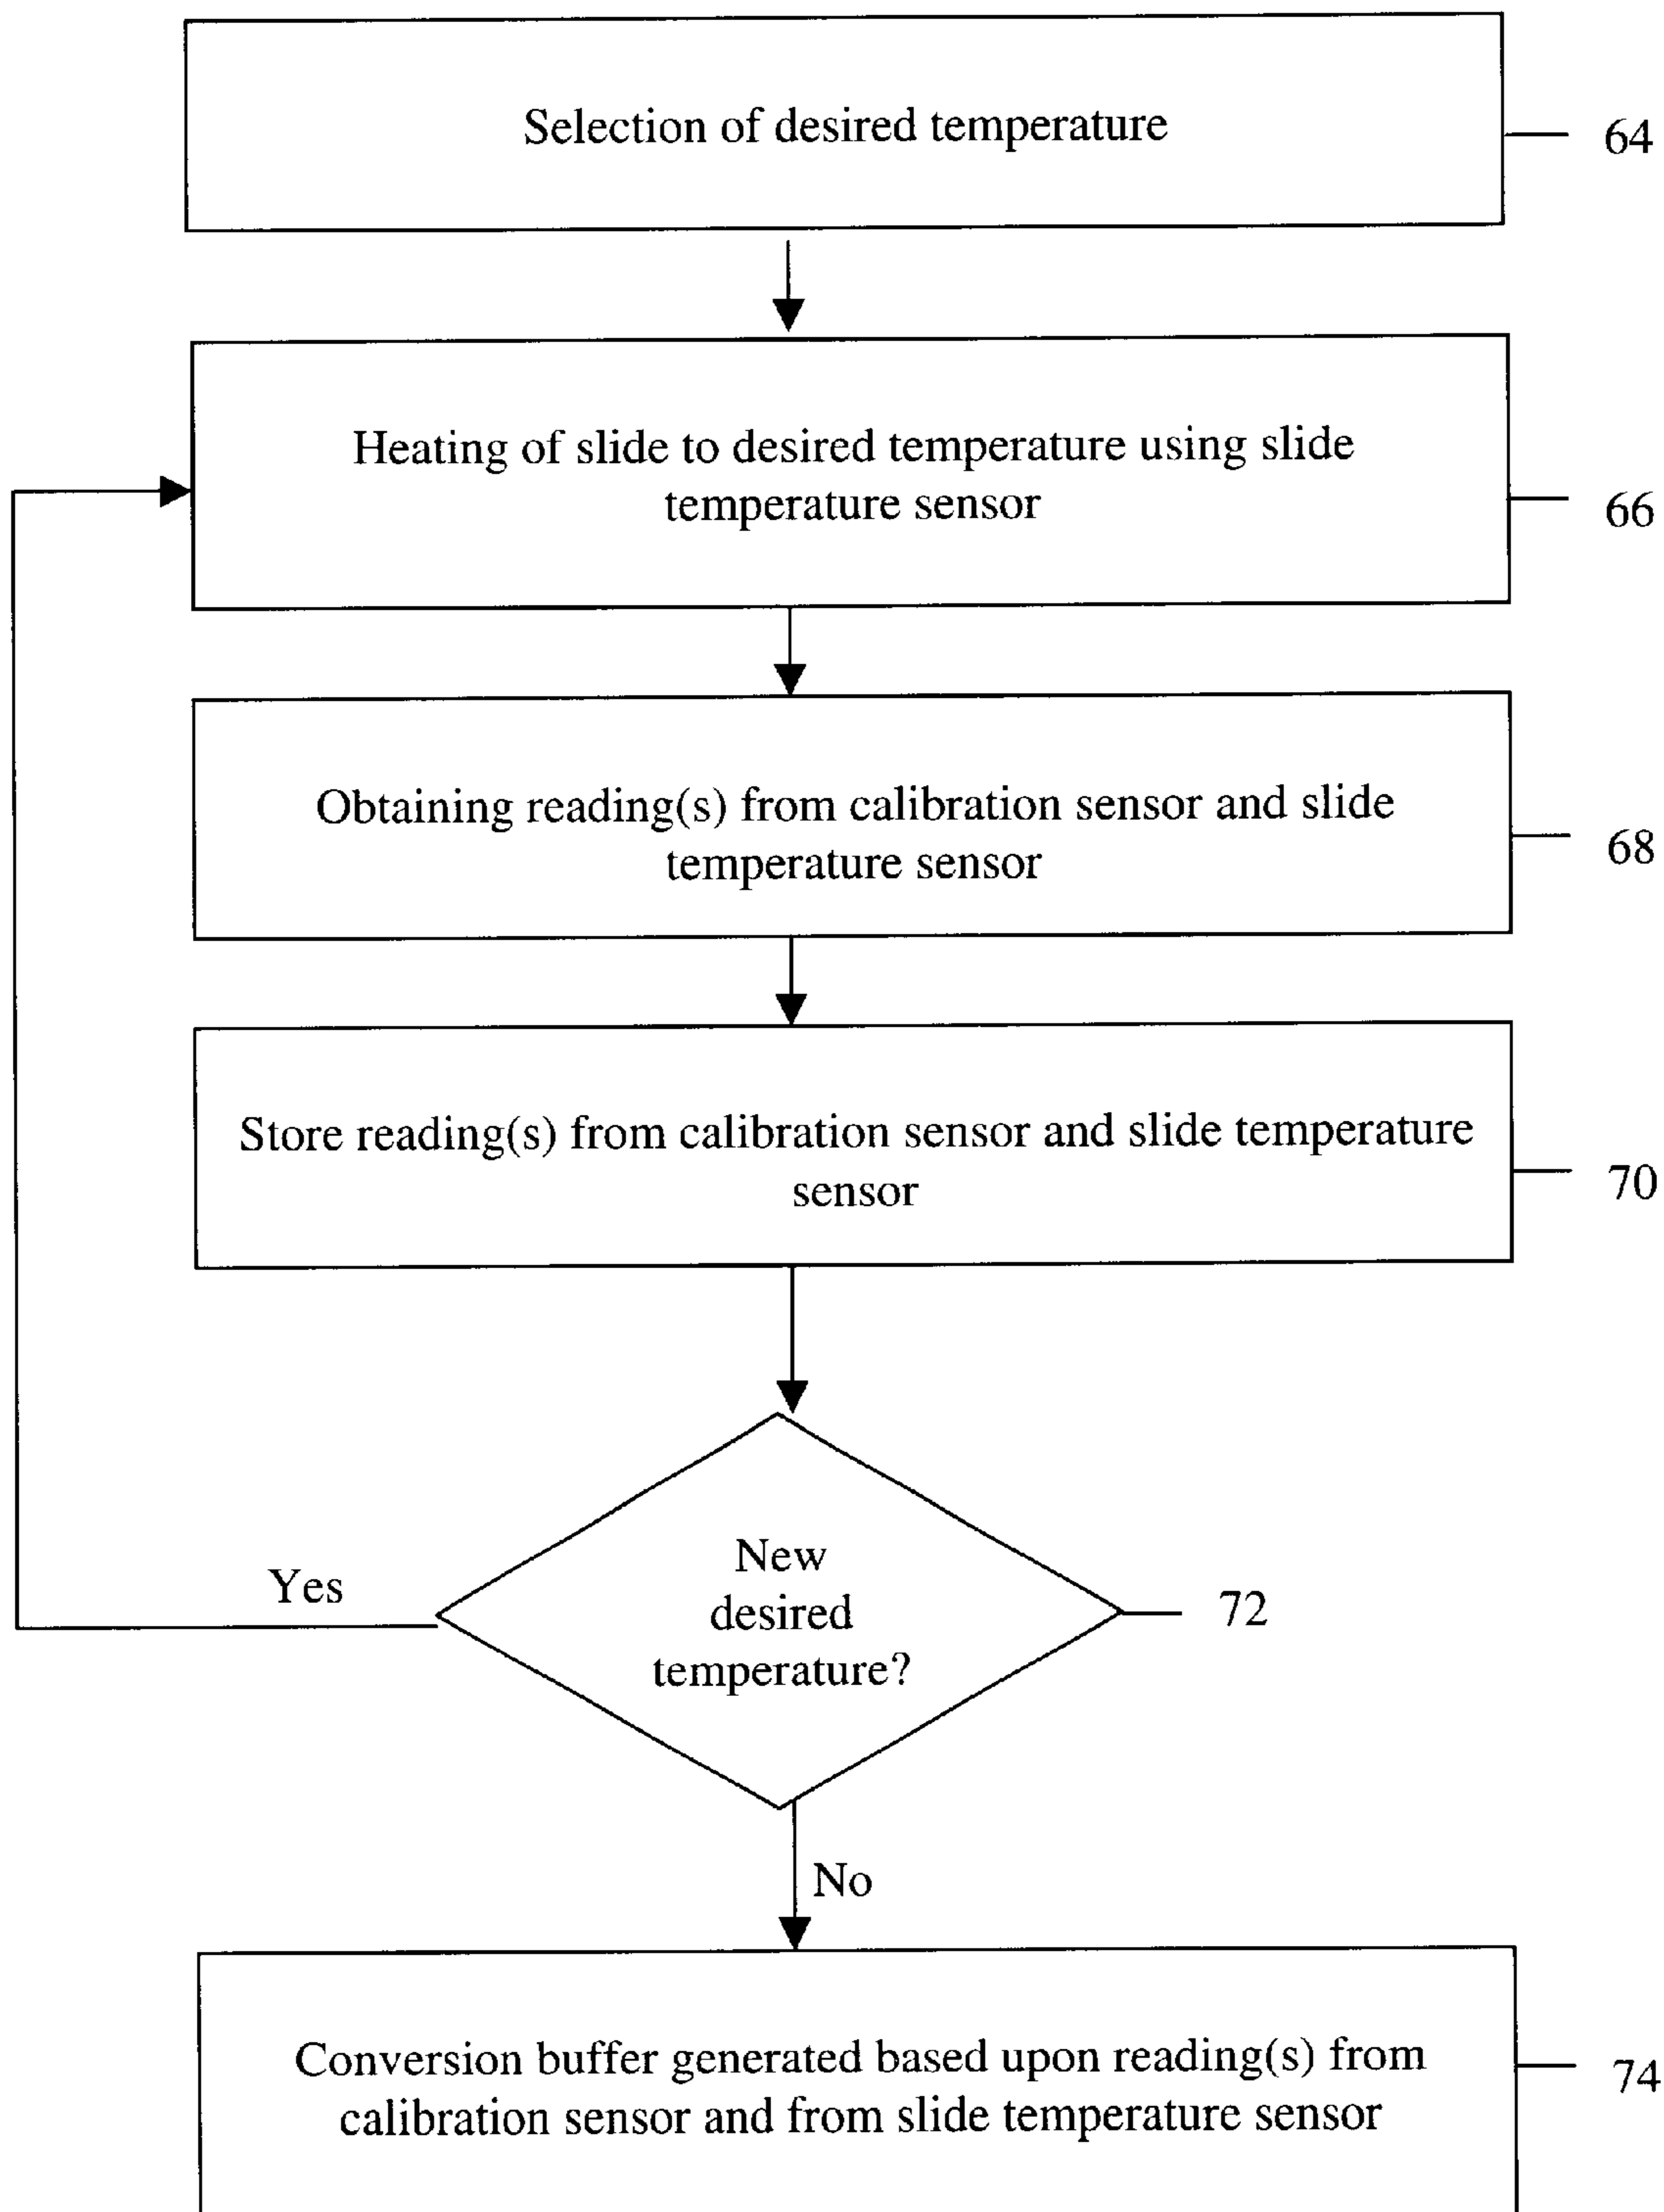 Selection of desired temperature
64
Heating of slide to desired temperature using slide
temperature sensor
66
Obtaining reading(s) from calibration sensor and slide
temperature sensor
68
Store reading(s) from calibration sensor and slide temperature
sensor
70
New
desired
temperature?
Yes
72
No
Conversion buffer generated based upon reading(s) from
calibration sensor and from slide temperature sensor
74